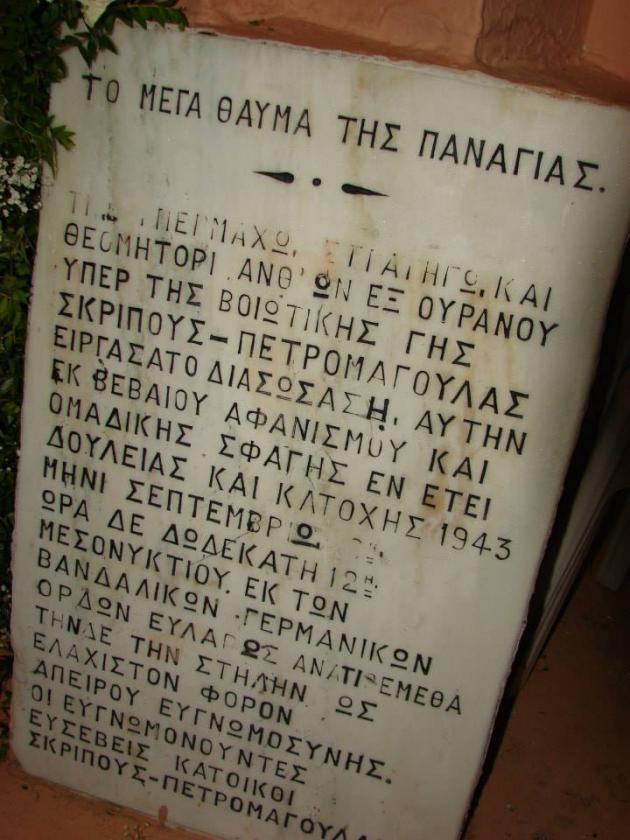 ΤΟ ΜΕΓΑ ΘΑΥΜΑ ΤΗΣ ΠΑΝΑΓΙΑΣ.
ΚΑΙ
ΘΕΟΜΗΤΟΡΙ ΑΝΘ' ΩΝ ΕΞ ΟΥΡΑΝΟΥ
ΥΠΕΡ ΤΗΣ ΒΟΙΩΤΙΚΗΣ ΓΗΣ
ΣΚΡΙΠΟΥΣ-ΠΕΤΡΟΜΑΓΟΥΛΑΣ
ΕΙΡΓΑΣΑΤΟ ΔΙΑΣΩΣΑΣΗ, ΑΥΤΗΝ
ΕΚ ΒΕΒΑΙΟΥ ΑΦΑΝΙΣΜΟΥ ΚΑΙ
ΟΜΑΔΙΚΗΣ ΣΦΑΓΗΣ ΕΝ ΕΤΕΙ
ΔΟΥΛΕΙΑΣ ΚΑΙ ΚΑΤΟΧΗΣ 1943
ΜΗΝΙ ΣΕΠΤΕΜΒΡΙΩ
ΩΡΑ ΔΕ ΔΩΔΕΚΑΤΗ 12Η.
ΜΕΣΟΝΥΚΤΙΟΥ. ΕΚ ΤΩΝ
ΒΑΝΔΑΛΙΚΩΝ ΓΕΡΜΑΝΙΚΩΝ
ΟΡΔΩΝ ΕΥΛΑΒΩΣ ΑΝΑΤΙΘΕΜΕΘΑ
ΤΗΝΔΕ ΤΗΝ ΣΤΗΛΗΝ ΩΣ
ΕΛΑΧΙΣΤΟΝ ΦΟΡΟΝ
ΑΠΕΙΡΟΥ ΕΥΓΝΩΜΟΣΥΝΗΣ.
ΟΙ ΕΥΓΝΩΜΟΝΟΥΝΤΕΣ
ΕΥΣΕΒΕΙΣ ΚΑΤΟΙΚΟΙ
ΣΚΡΙΠΟΥΣ-ΠΕΤΡΟΜΑΓΟΥΛΑΣ